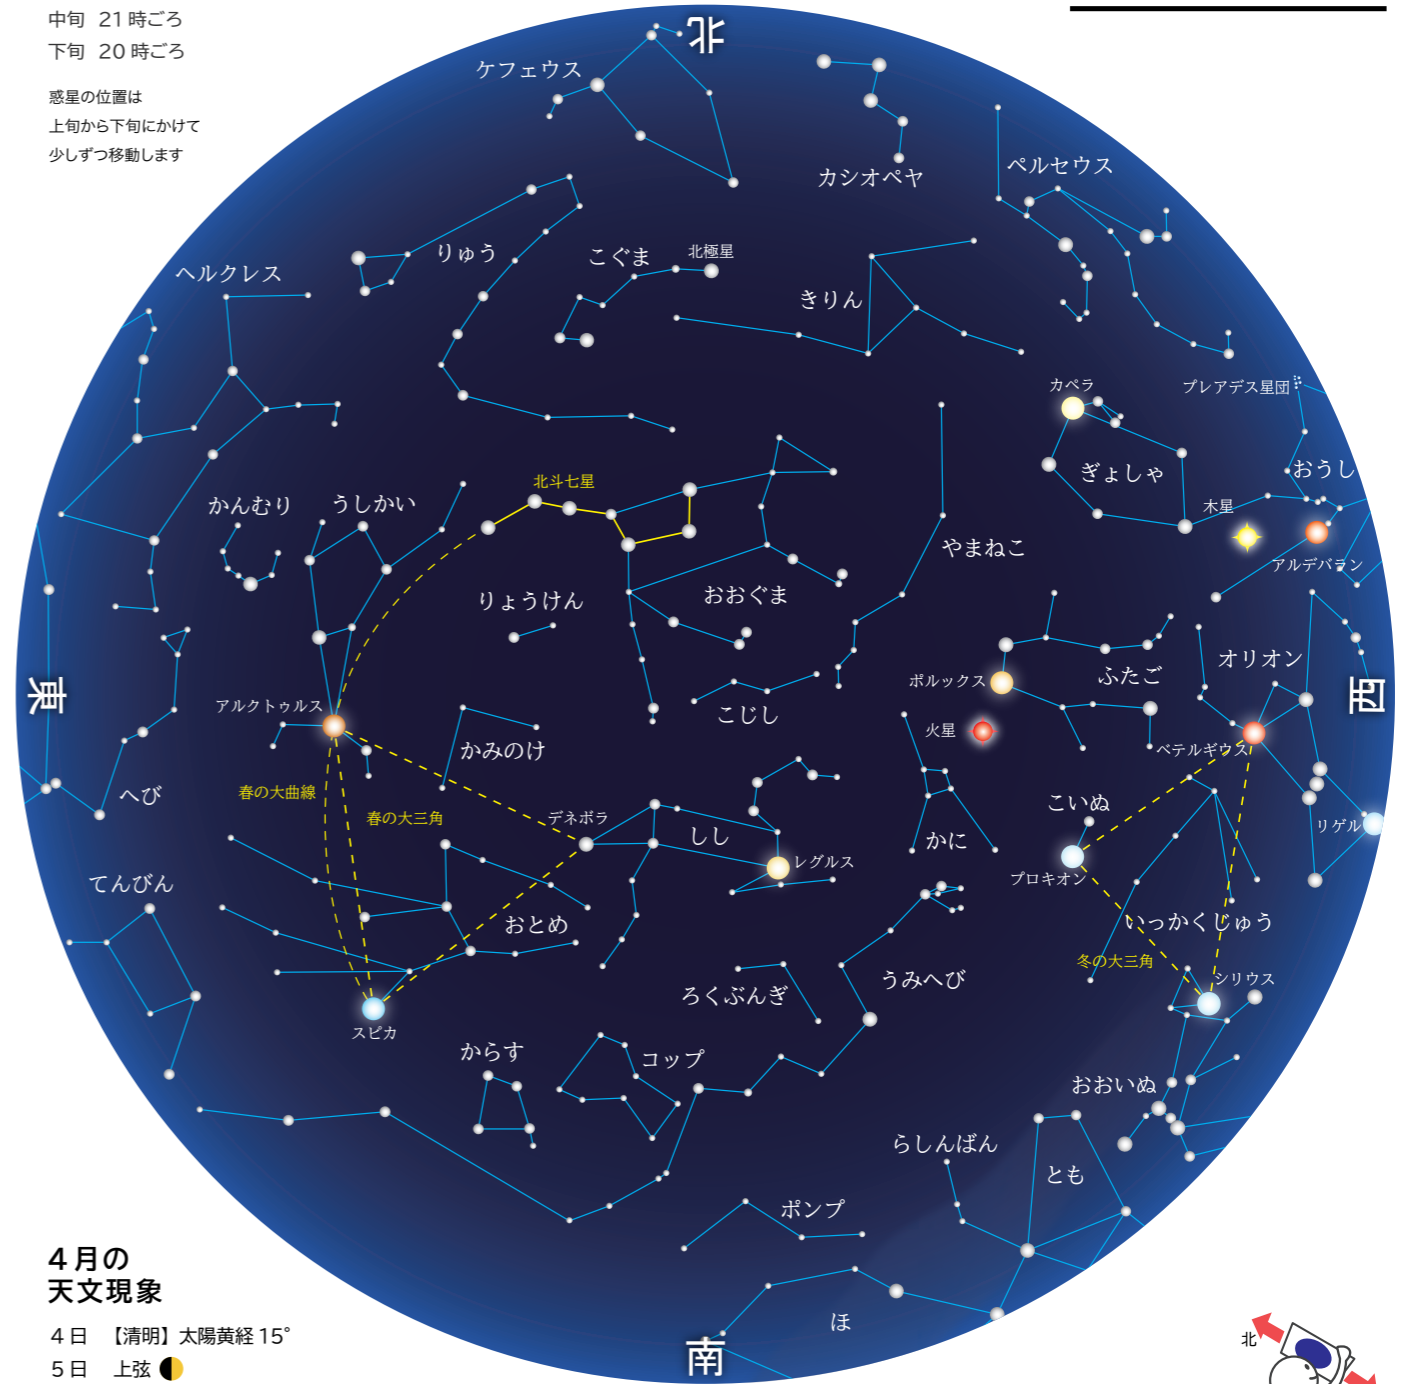 中旬 21 時ごろ
下旬 20 時ごろ
惑星の位置は
上旬から下旬にかけて
少しずつ移動します
北
ケフェウス
カシオペヤ
ペルセウス
りゅう
こぐま
北極星
ヘルクレス
きりん
カペラ
プレアデス星団
ぎょしゃ
おうし
北斗七星
かんむり
うしかい
木星
やまねこ
アルデバラン
りょうけん
おおぐま
オリオン
東
ポルックス
ふたご
西
アルクトゥルス
こじし
火星
かみのけ
ベテルギウス
春の大曲線
へび
春の大三角
デネボラ
しし
こいぬ
リゲル
かに
レグルス
プロキオン
てんびん
おとめ
いっかくじゅう
冬の大三角
うみへび
シリウス
ろくぶんぎ
スピカ
からす
コップ
おおいぬ
らしんばん
とも
ポンプ
ほ
南
4月の
天文現象
4日 【清明】太陽黄経 15°
5日 上弦
北